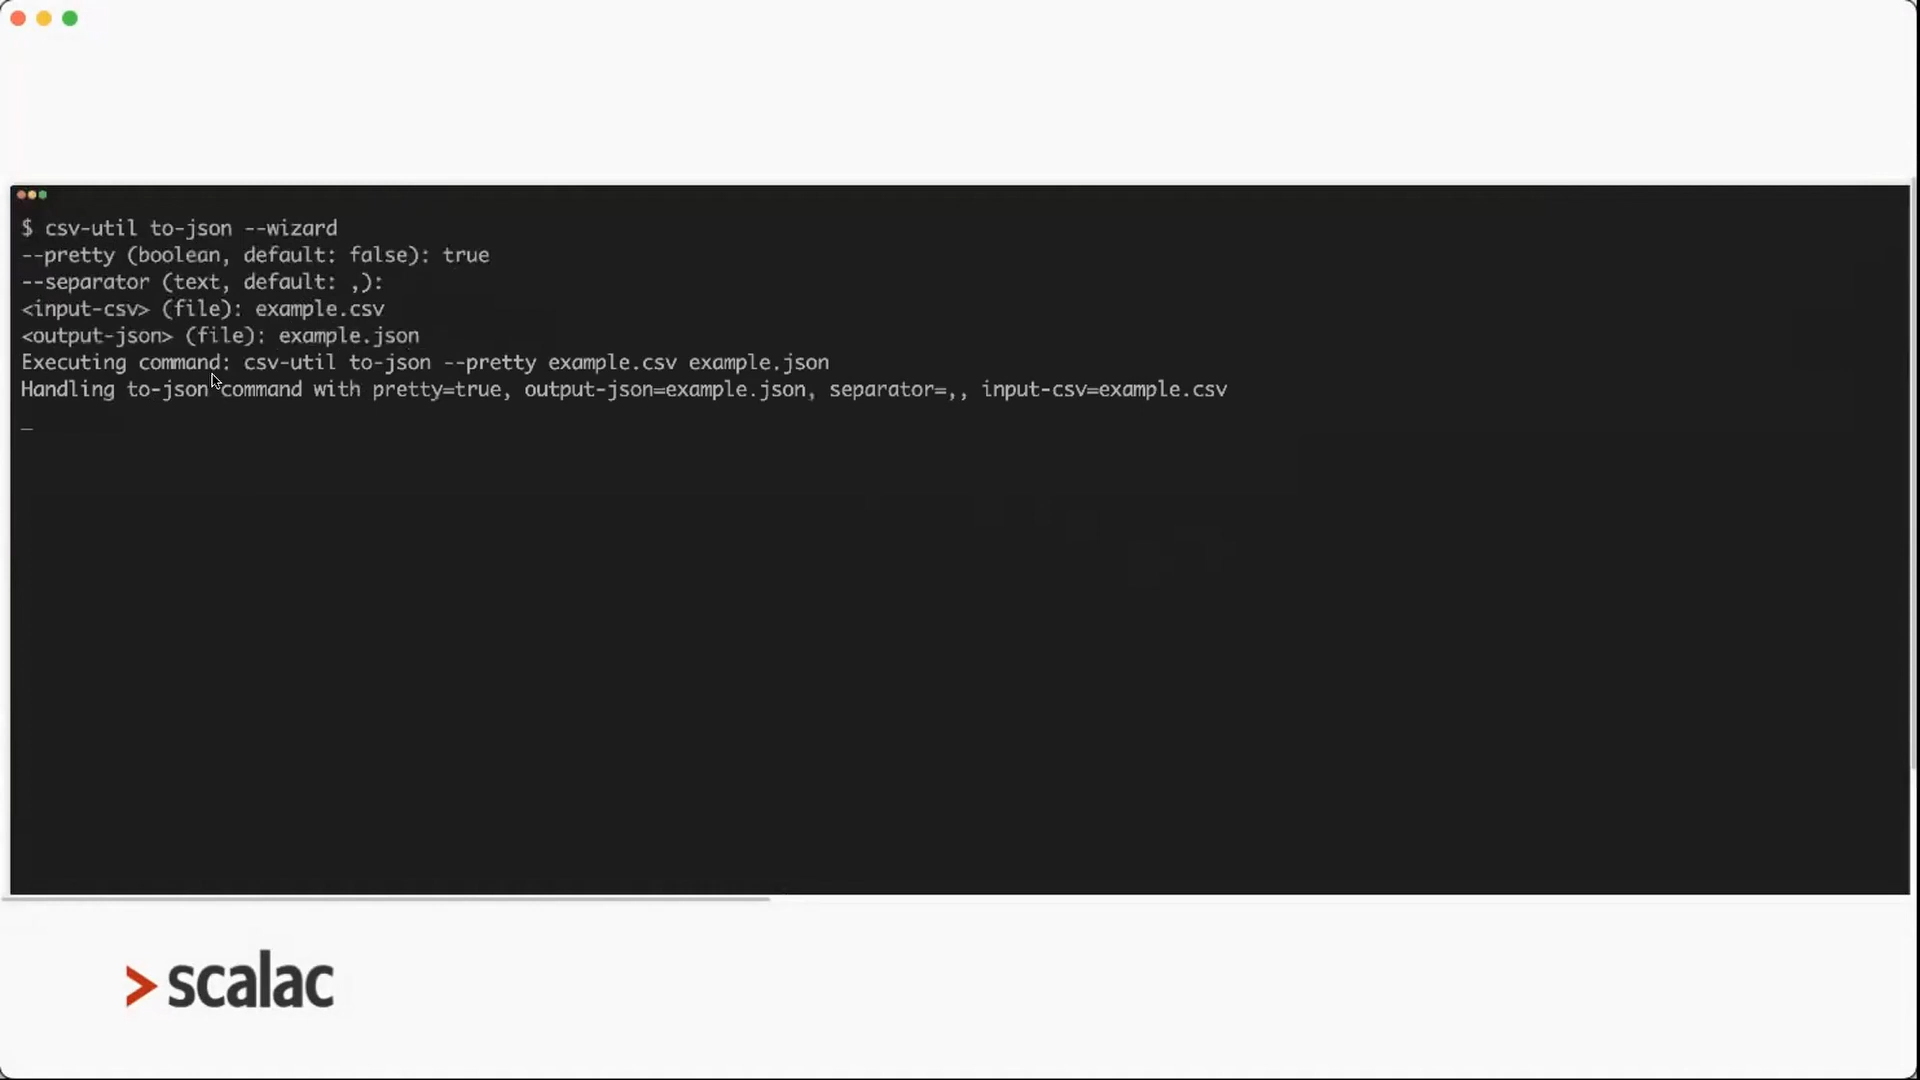 $ csv-util to-json --wizard
--pretty (boolean, default: false): true
--separator (text, default: ,):
<input-csv> (file): example.csv
<output-json> (file): example.json
Executing command: csv-util to-json --pretty example.csv example.json
Handling to-json command with pretty=true, output-json=example.json, separator=,, input-csv=example.csv
_
> scalac